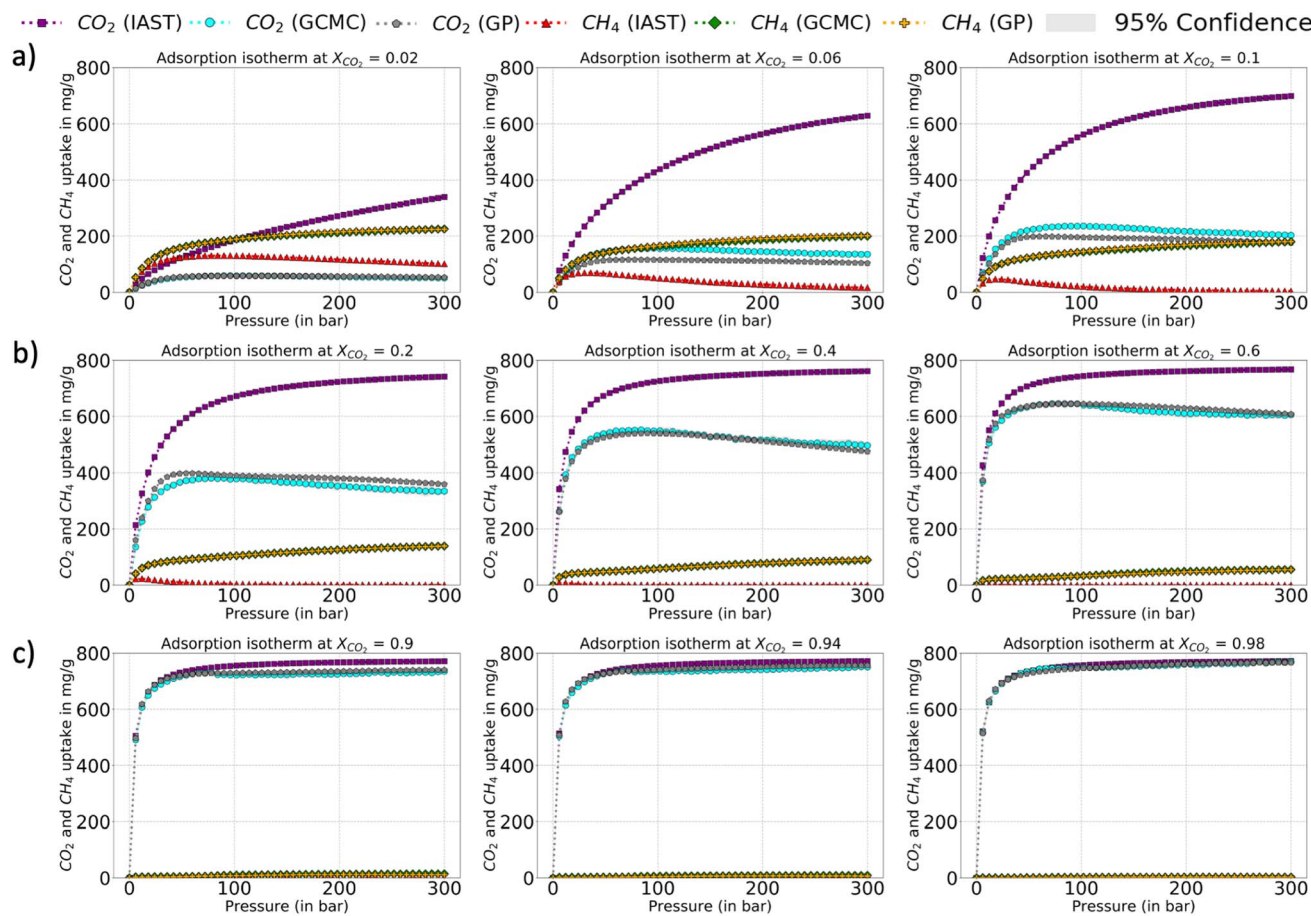 CO₂ (IAST) CO₂ (GCMC) CO₂ (GP) CH₄ (IAST) CH₄ (GCMC) CH₄ (GP) 95% Confidence
a)
Adsorption isotherm at X_CO₂ = 0.02
CO₂ and CH₄ uptake in mg/g
800
600
400
200
0
0 100 200 300
Pressure (in bar)
Adsorption isotherm at X_CO₂ = 0.06
CO₂ and CH₄ uptake in mg/g
800
600
400
200
0
0 100 200 300
Pressure (in bar)
Adsorption isotherm at X_CO₂ = 0.1
CO₂ and CH₄ uptake in mg/g
800
600
400
200
0
0 100 200 300
Pressure (in bar)
b)
Adsorption isotherm at X_CO₂ = 0.2
CO₂ and CH₄ uptake in mg/g
800
600
400
200
0
0 100 200 300
Pressure (in bar)
Adsorption isotherm at X_CO₂ = 0.4
CO₂ and CH₄ uptake in mg/g
800
600
400
200
0
0 100 200 300
Pressure (in bar)
Adsorption isotherm at X_CO₂ = 0.6
CO₂ and CH₄ uptake in mg/g
800
600
400
200
0
0 100 200 300
Pressure (in bar)
c)
Adsorption isotherm at X_CO₂ = 0.9
CO₂ and CH₄ uptake in mg/g
800
600
400
200
0
0 100 200 300
Pressure (in bar)
Adsorption isotherm at X_CO₂ = 0.94
CO₂ and CH₄ uptake in mg/g
800
600
400
200
0
0 100 200 300
Pressure (in bar)
Adsorption isotherm at X_CO₂ = 0.98
CO₂ and CH₄ uptake in mg/g
800
600
400
200
0
0 100 200 300
Pressure (in bar)